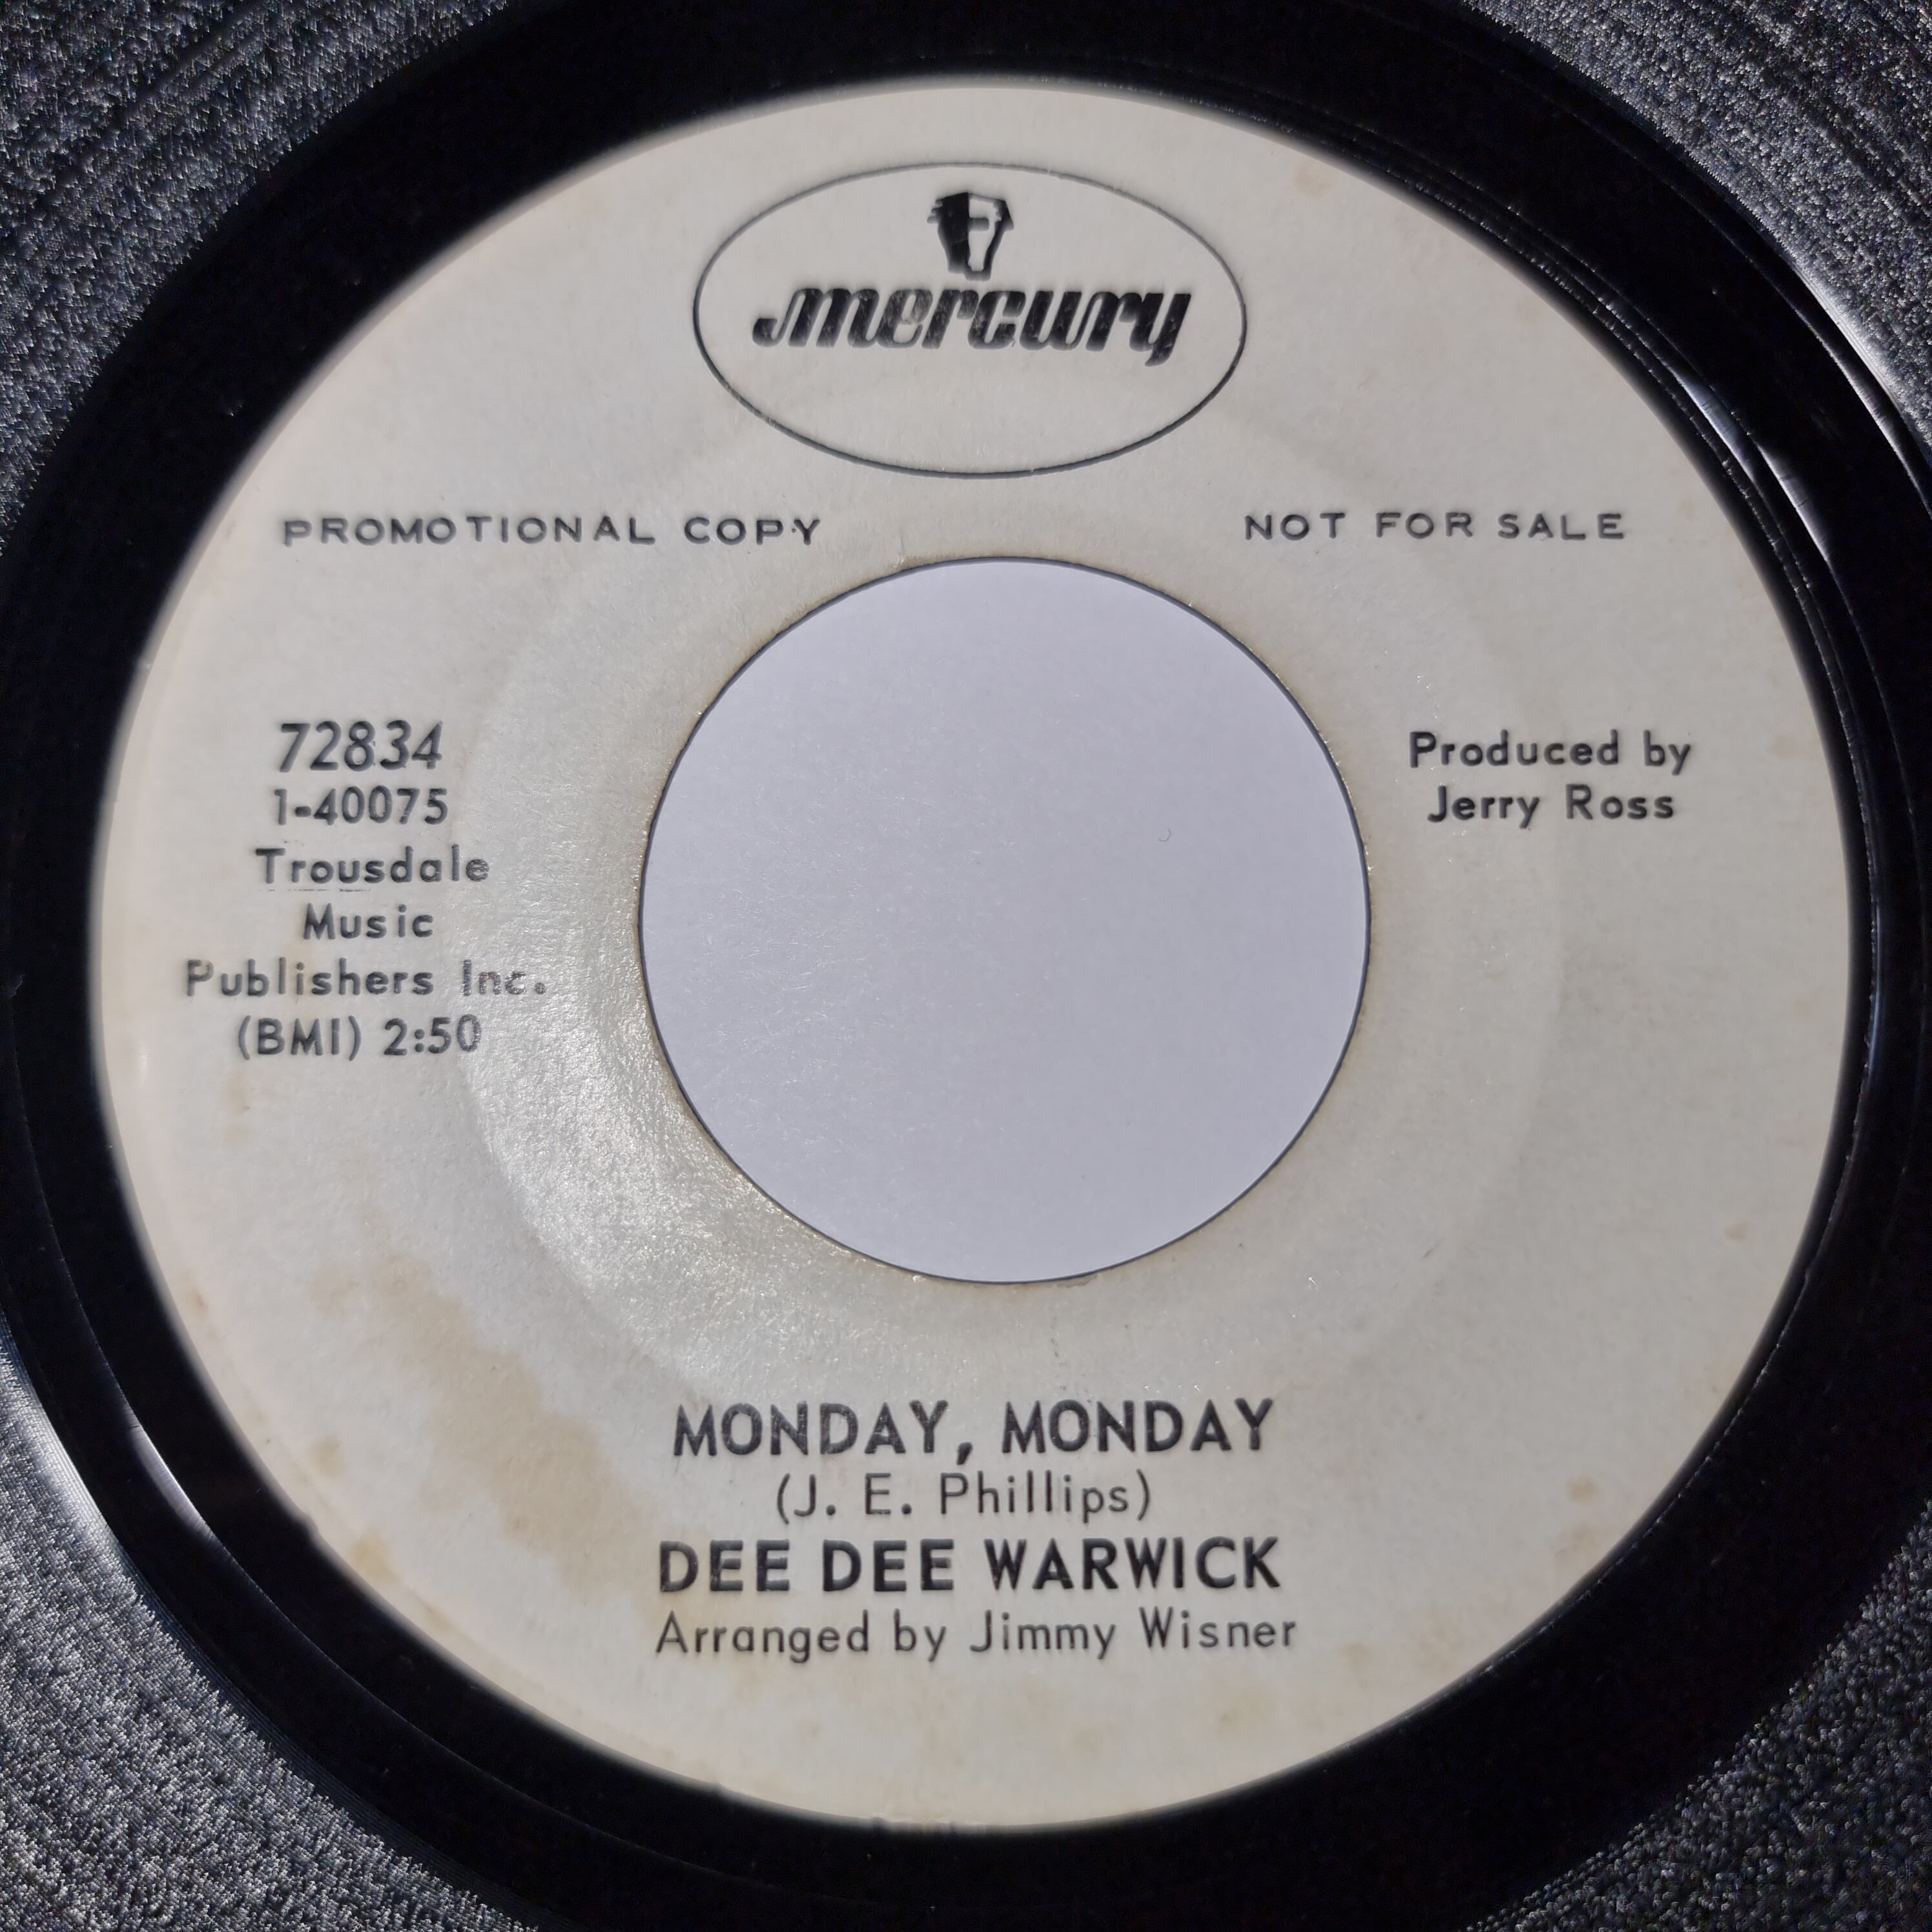 mercury
PROMOTIONAL COPY
NOT FOR SALE
72834
1-40075
Trousdale
Music
Publishers Inc.
(BMI) 2:50
Produced by
Jerry Ross
MONDAY, MONDAY
(J. E. Phillips)
DEE DEE WARWICK
Arranged by Jimmy Wisner